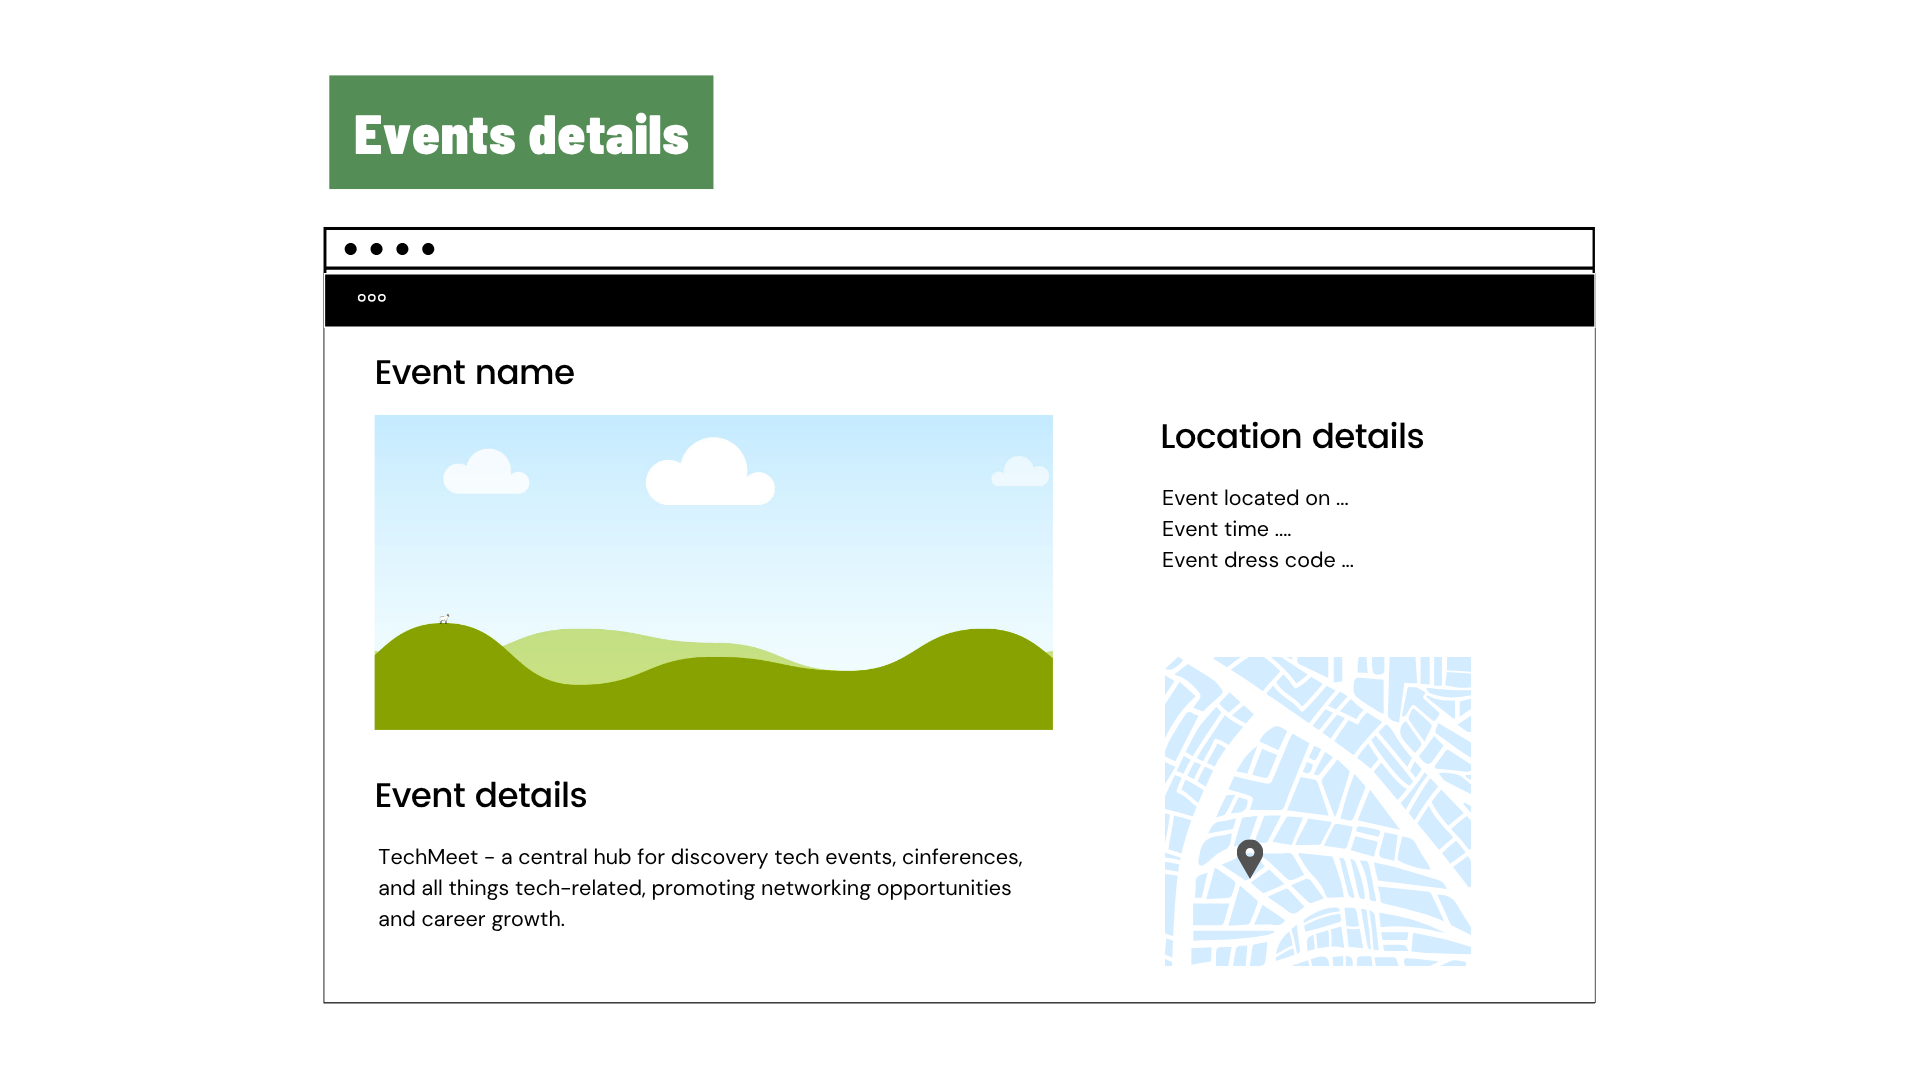 Events details
Event name
Location details
Event located on ...
Event time ....
Event dress code ...
Event details
TechMeet - a central hub for discovery tech events, cinferences,
and all things tech-related, promoting networking opportunities
and career growth.